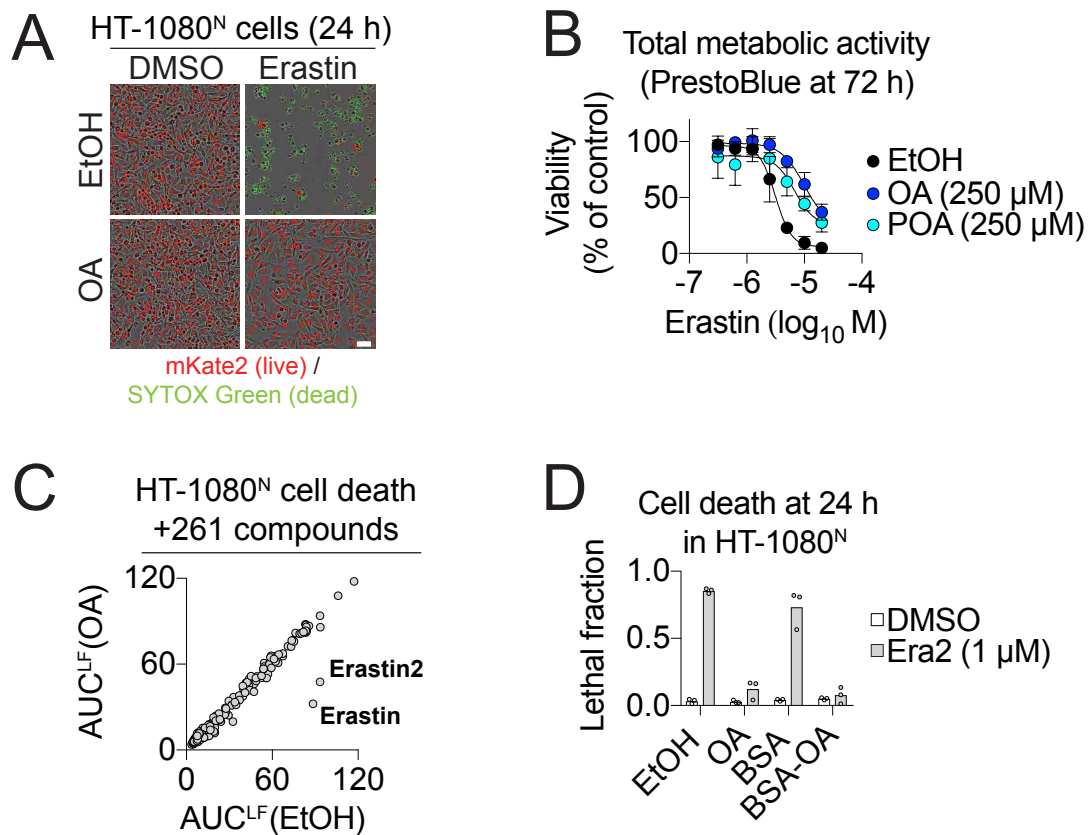 A
HT-1080ᴺ cells (24 h)
DMSO Erastin
EtOH
OA
mKate2 (live) /
SYTOX Green (dead)
B
Total metabolic activity
(PrestoBlue at 72 h)
Viability
(% of control)
100
50
0
-7 -6 -5 -4
Erastin (log₁₀ M)
EtOH
OA (250 µM)
POA (250 µM)
C
HT-1080ᴺ cell death
+261 compounds
AUCᴸᶠ(OA)
120
60
0
Erastin2
Erastin
0 60 120
AUCᴸᶠ(EtOH)
D
Cell death at 24 h
in HT-1080ᴺ
Lethal fraction
1.0
0.5
0.0
EtOH
OA
BSA
BSA-OA
DMSO
Era2 (1 µM)